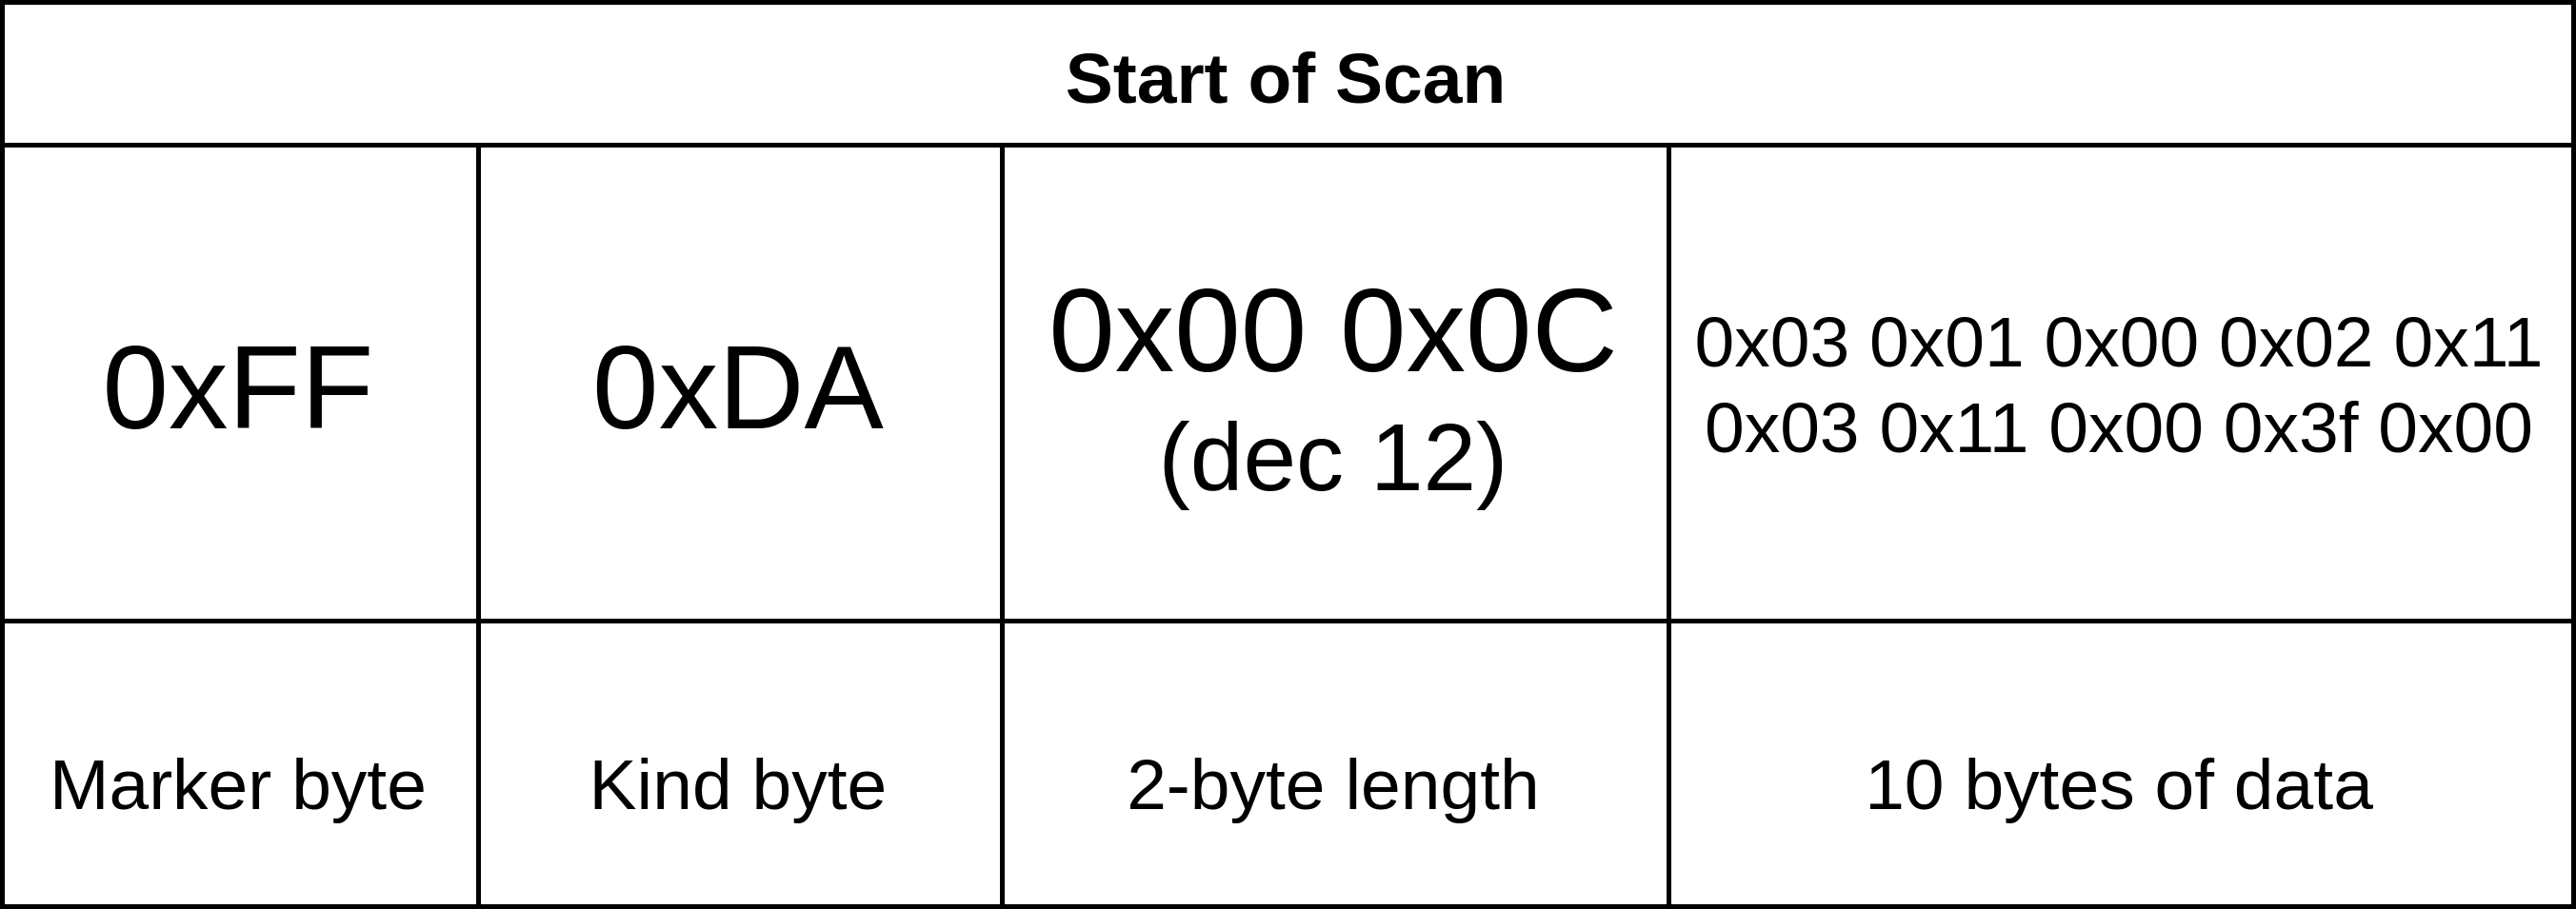 Start of Scan
0xFF
0xDA
0x00 0x0C
(dec 12)
0x03 0x01 0x00 0x02 0x11
0x03 0x11 0x00 0x3f 0x00
Marker byte
Kind byte
2-byte length
10 bytes of data